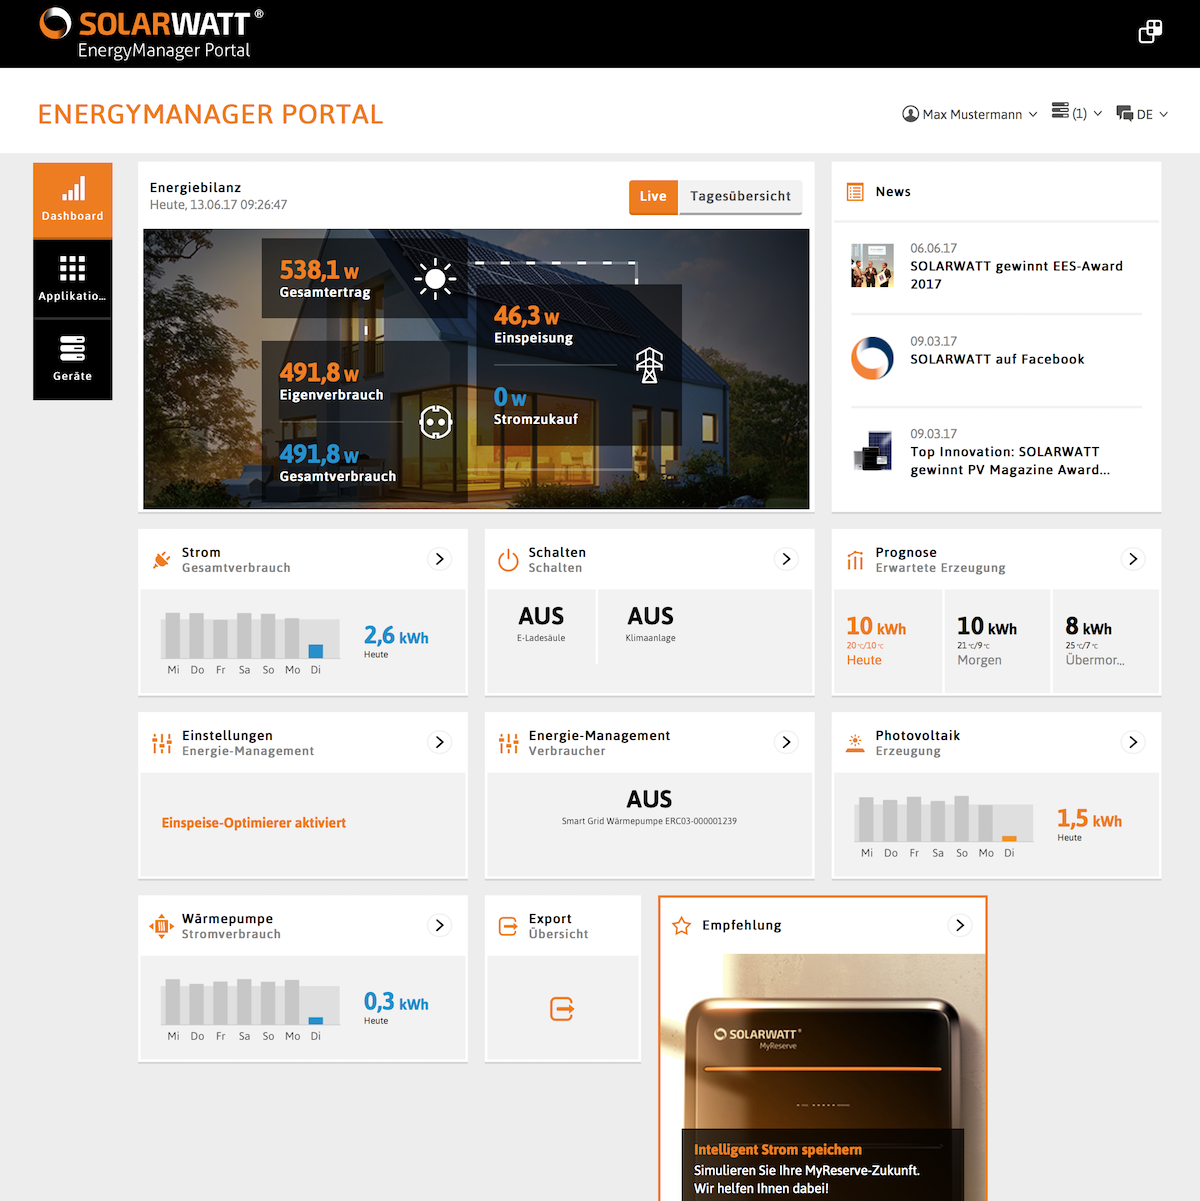 SOLARWATT®
EnergyManager Portal
ENERGYMANAGER PORTAL
Max Mustermann
(1)
DE
Dashboard
Applikatio...
Geräte
Energiebilanz
Heute, 13.06.17 09:26:47
Live
Tagesübersicht
538,1 W
Gesamtertrag
46,3 W
Einspeisung
491,8 W
Eigenverbrauch
0 W
Stromzukauf
491,8 W
Gesamtverbrauch
News
06.06.17
SOLARWATT gewinnt EES-Award
2017
09.03.17
SOLARWATT auf Facebook
09.03.17
Top Innovation: SOLARWATT
gewinnt PV Magazine Award...
Strom
Gesamtverbrauch
2,6 kWh
Heute
Mi Do Fr Sa So Mo Di
Schalten
Schalten
AUS
E-Ladesäule
AUS
Klimaanlage
Prognose
Erwartete Erzeugung
10 kWh
20 °C/10 °C
Heute
10 kWh
21 °C/9 °C
Morgen
8 kWh
25 °C/7 °C
Übermor...
Einstellungen
Energie-Management
Einspeise-Optimierer aktiviert
Energie-Management
Verbraucher
AUS
Smart Grid Wärmepumpe ERC03-000001239
Photovoltaik
Erzeugung
1,5 kWh
Heute
Mi Do Fr Sa So Mo Di
Wärmepumpe
Stromverbrauch
0,3 kWh
Heute
Mi Do Fr Sa So Mo Di
Export
Übersicht
Empfehlung
SOLARWATT®
MyReserve
Intelligent Strom speichern
Simulieren Sie Ihre MyReserve-Zukunft.
Wir helfen Ihnen dabei!